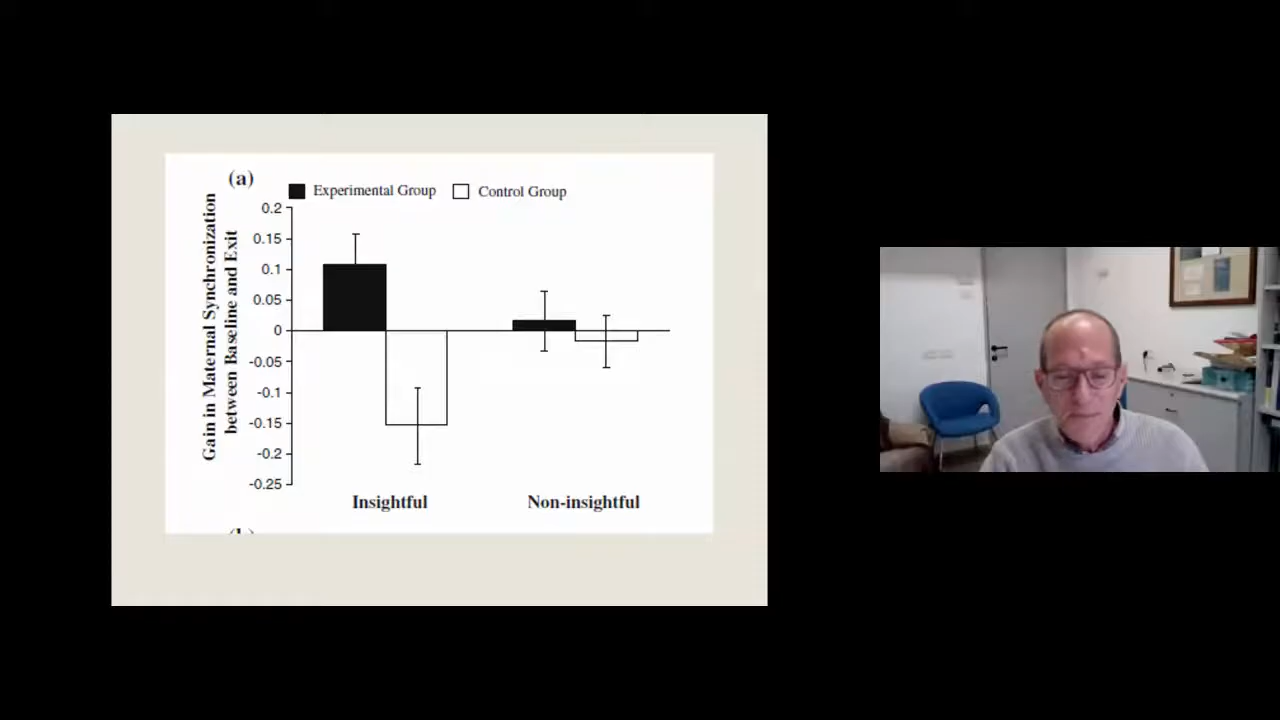 (a)
Experimental Group
Control Group
Gain in Maternal Synchronization
between Baseline and Exit
0.2
0.15
0.1
0.05
0
-0.05
-0.1
-0.15
-0.2
-0.25
Insightful
Non-insightful